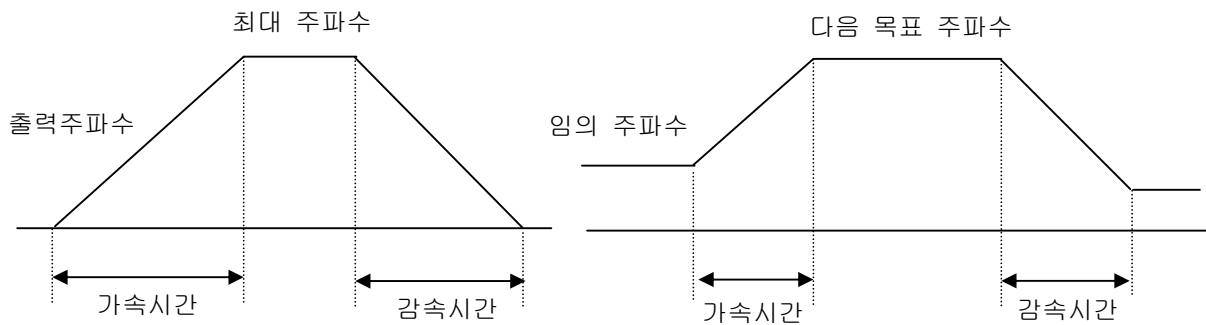 최대 주파수
출력주파수
가속시간
감속시간
다음 목표 주파수
임의 주파수
가속시간
감속시간